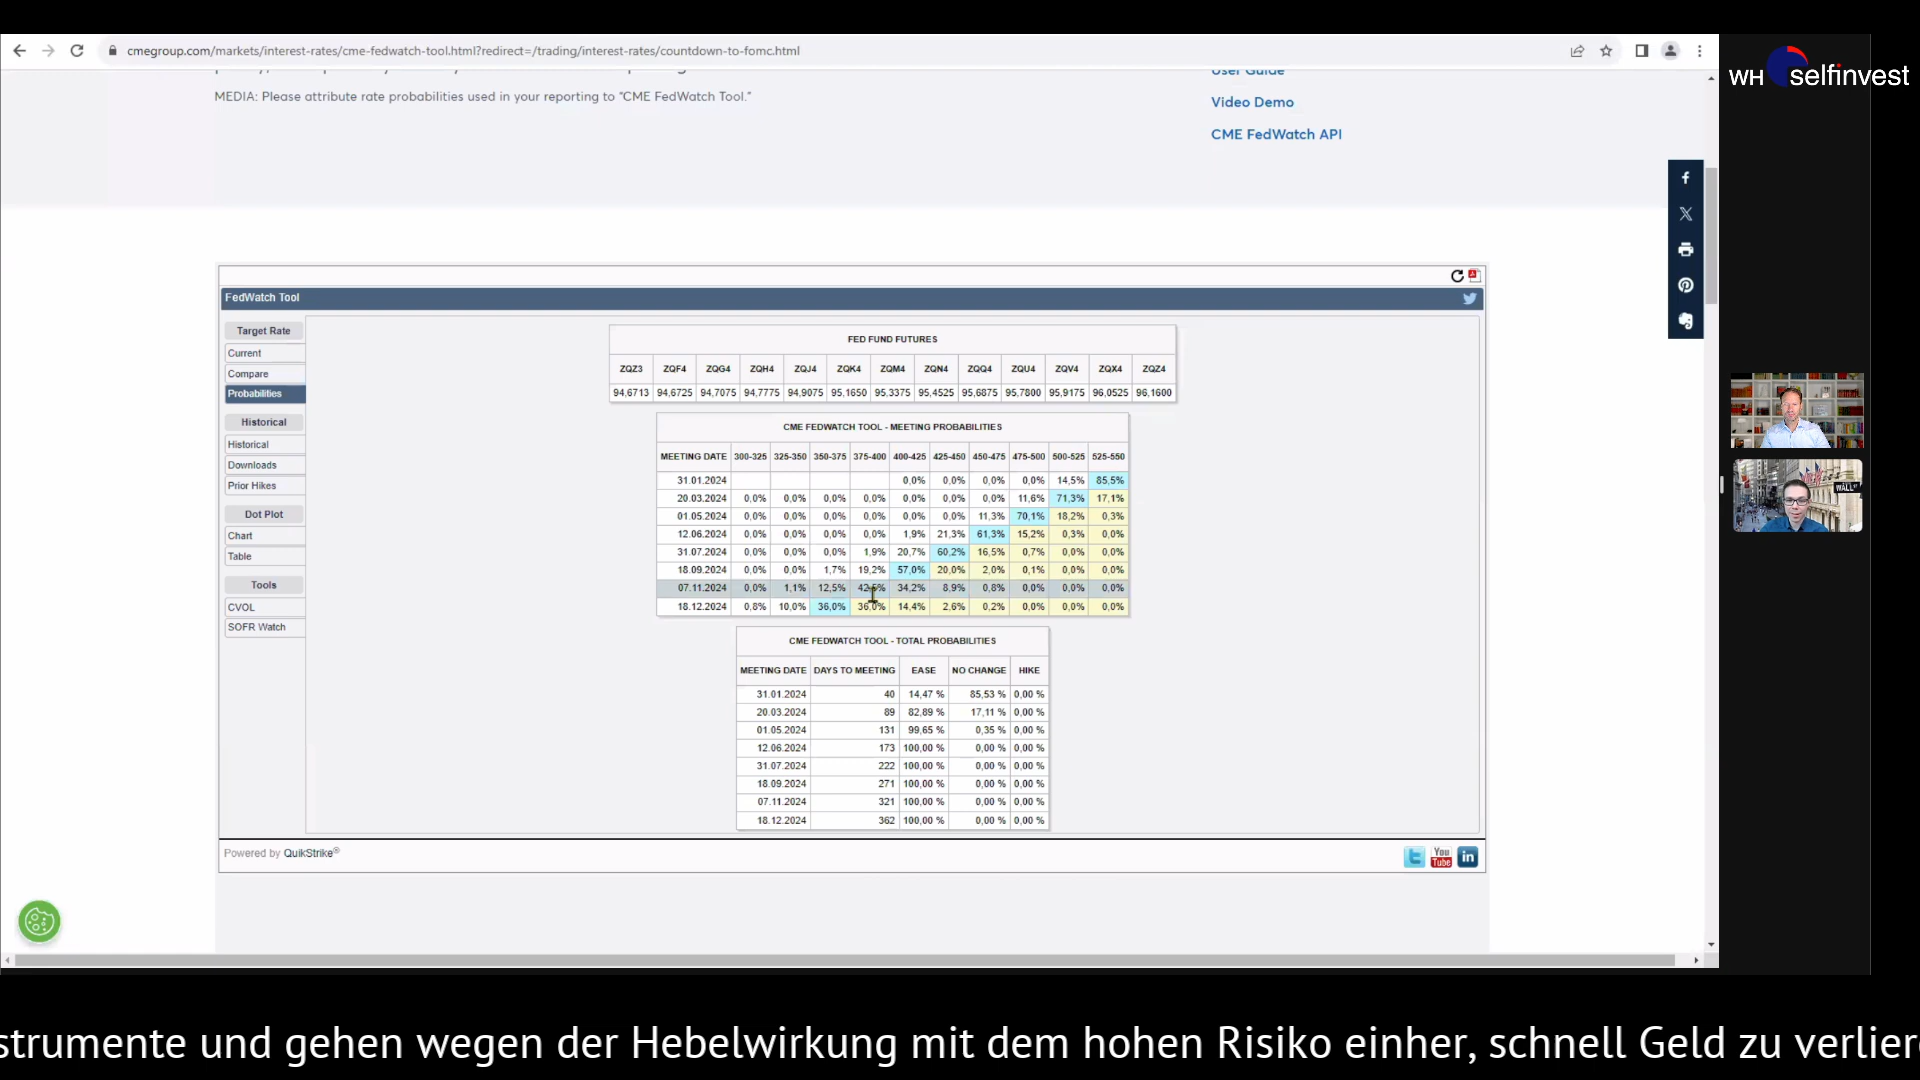 cmegroup.com/markets/interest-rates/cme-fedwatch-tool.html?redirect=/trading/interest-rates/countdown-to-fomc.html
WH selfinvest
User Guide
MEDIA: Please attribute rate probabilities used in your reporting to "CME FedWatch Tool."
Video Demo
CME FedWatch API
FedWatch Tool
Target Rate
Current
Compare
Probabilities
Historical
Historical
Downloads
Prior Hikes
Dot Plot
Chart
Table
Tools
CVOL
SOFR Watch
FED FUND FUTURES
ZQZ3 ZQF4 ZQG4 ZQH4 ZQJ4 ZQK4 ZQM4 ZQN4 ZQQ4 ZQU4 ZQV4 ZQX4 ZQZ4
94,6713 94,6725 94,7075 94,7775 94,9075 95,1650 95,3375 95,4525 95,6875 95,7800 95,9175 96,0525 96,1600
CME FEDWATCH TOOL - MEETING PROBABILITIES
MEETING DATE 300-325 325-350 350-375 375-400 400-425 425-450 450-475 475-500 500-525 525-550
31.01.2024 0,0% 0,0% 0,0% 0,0% 14,5% 85,5%
20.03.2024 0,0% 0,0% 0,0% 0,0% 0,0% 0,0% 0,0% 11,6% 71,3% 17,1%
01.05.2024 0,0% 0,0% 0,0% 0,0% 0,0% 0,0% 11,3% 70,1% 18,2% 0,3%
12.06.2024 0,0% 0,0% 0,0% 0,0% 1,9% 21,3% 61,3% 15,2% 0,3% 0,0%
31.07.2024 0,0% 0,0% 0,0% 1,9% 20,7% 60,2% 16,5% 0,7% 0,0% 0,0%
18.09.2024 0,0% 0,0% 1,7% 19,2% 57,0% 20,0% 2,0% 0,1% 0,0% 0,0%
07.11.2024 0,0% 1,1% 12,5% 42,5% 34,2% 8,9% 0,8% 0,0% 0,0% 0,0%
18.12.2024 0,8% 10,0% 36,0% 36,0% 14,4% 2,6% 0,2% 0,0% 0,0% 0,0%
CME FEDWATCH TOOL - TOTAL PROBABILITIES
MEETING DATE DAYS TO MEETING EASE NO CHANGE HIKE
31.01.2024 40 14,47 % 85,53 % 0,00 %
20.03.2024 89 82,89 % 17,11 % 0,00 %
01.05.2024 131 99,65 % 0,35 % 0,00 %
12.06.2024 173 100,00 % 0,00 % 0,00 %
31.07.2024 222 100,00 % 0,00 % 0,00 %
18.09.2024 271 100,00 % 0,00 % 0,00 %
07.11.2024 321 100,00 % 0,00 % 0,00 %
18.12.2024 362 100,00 % 0,00 % 0,00 %
Powered by QuikStrike®
You Tube
in
WALL
strumente und gehen wegen der Hebelwirkung mit dem hohen Risiko einher, schnell Geld zu verliere